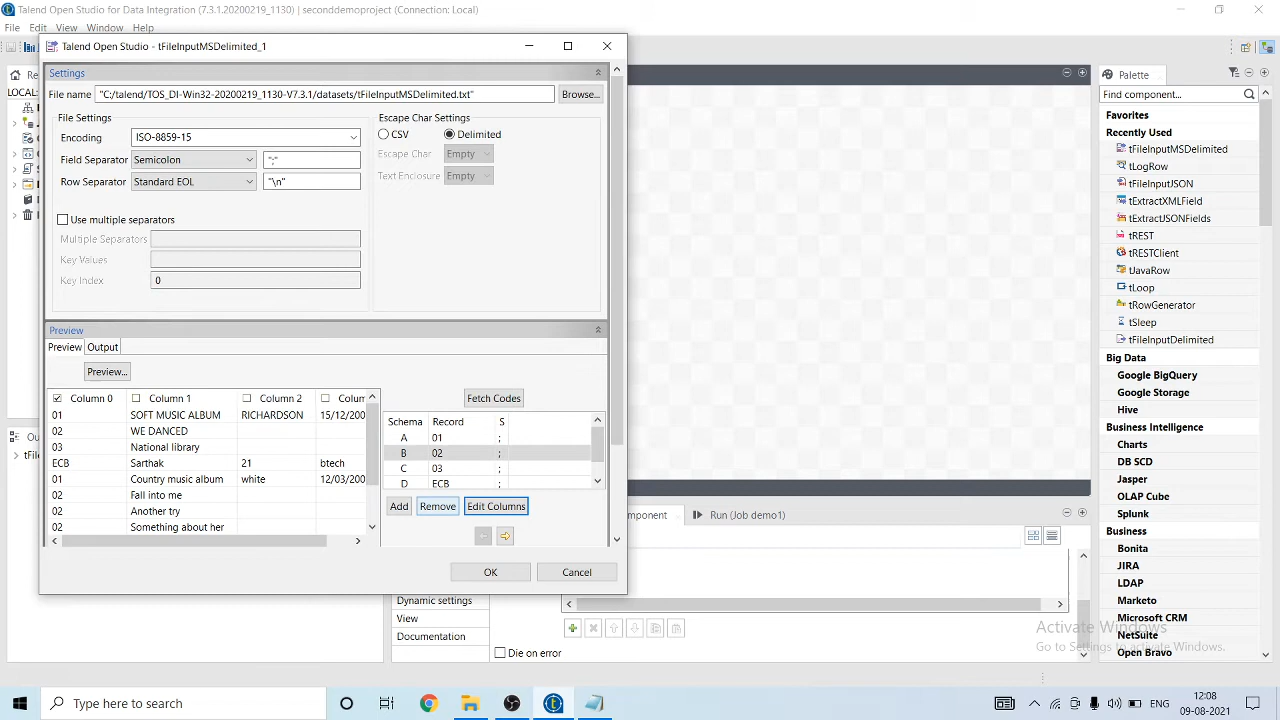 Talend Open Studio for Data Integration (7.3.1.20200219_1130) | seconddemoproject (Connection: Local)
File Edit View Window Help
Talend Open Studio - tFileInputMSDelimited_1
Settings
File name "C:/talend/TOS_DI-Win32-20200219_1130-V7.3.1/datasets/tFileInputMSDelimited.txt" Browse...
File Settings
Encoding ISO-8859-15
Field Separator Semicolon ";"
Row Separator Standard EOL "\n"
Use multiple separators
Multiple Separators
Key Values
Key Index 0
Escape Char Settings
CSV Delimited
Escape Char Empty
Text Enclosure Empty
Preview
Preview Output
Preview...
Column 0 Column 1 Column 2 Colum
01 SOFT MUSIC ALBUM RICHARDSON 15/12/200
02 WE DANCED
03 National library
ECB Sarthak 21 btech
01 Country music album white 12/03/200
02 Fall into me
02 Another try
02 Something about her
Fetch Codes
Schema Record S
A 01 ;
B 02 ;
C 03 ;
D ECB ;
Add Remove Edit Columns
OK Cancel
Re
LOCAL:
Ou
tFil
mponent Run (Job demo1)
Dynamic settings
View
Documentation
Die on error
Palette
Find component...
Favorites
Recently Used
tFileInputMSDelimited
tLogRow
tFileInputJSON
tExtractXMLField
tExtractJSONFields
tREST
tRESTClient
tJavaRow
tLoop
tRowGenerator
tSleep
tFileInputDelimited
Big Data
Google BigQuery
Google Storage
Hive
Business Intelligence
Charts
DB SCD
Jasper
OLAP Cube
Splunk
Business
Bonita
JIRA
LDAP
Marketo
Microsoft CRM
NetSuite
Open Bravo
Activate Windows
Go to Settings to activate Windows.
Type here to search
ENG
12:08
09-08-2021